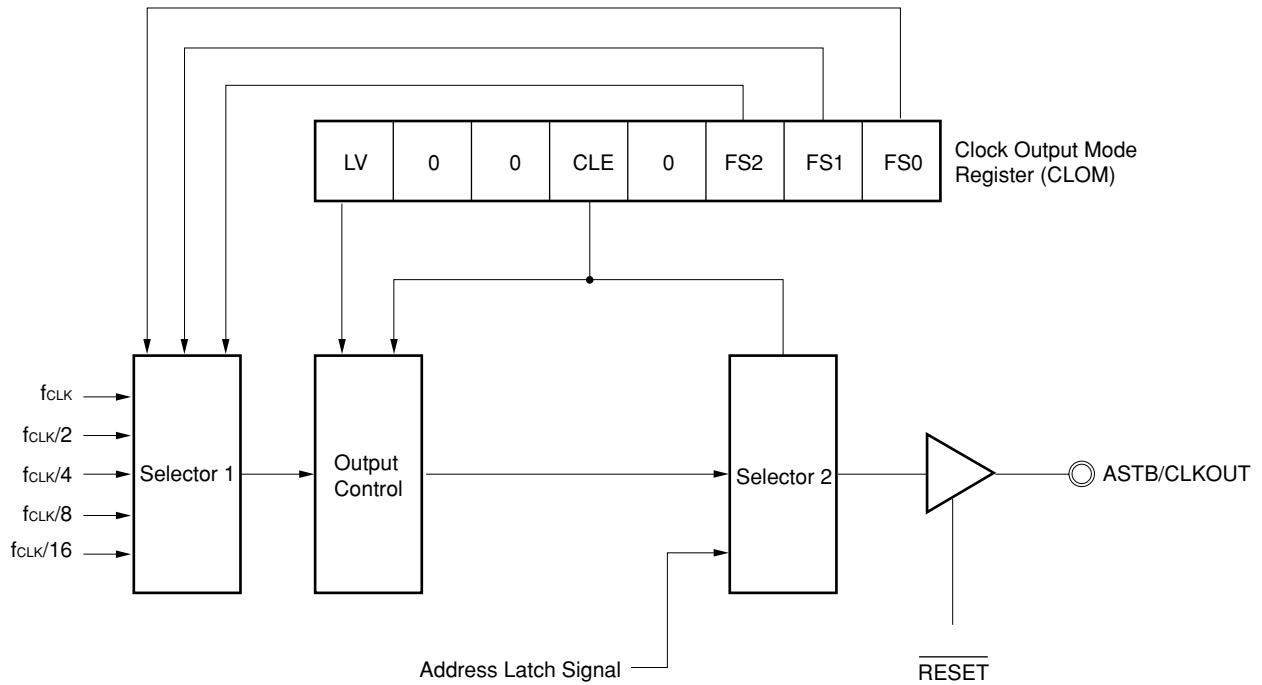 LV 0 0 CLE 0 FS2 FS1 FS0
Clock Output Mode
Register (CLOM)
fCLK
fCLK/2
fCLK/4
fCLK/8
fCLK/16
Selector 1
Output
Control
Selector 2
ASTB/CLKOUT
Address Latch Signal
RESET